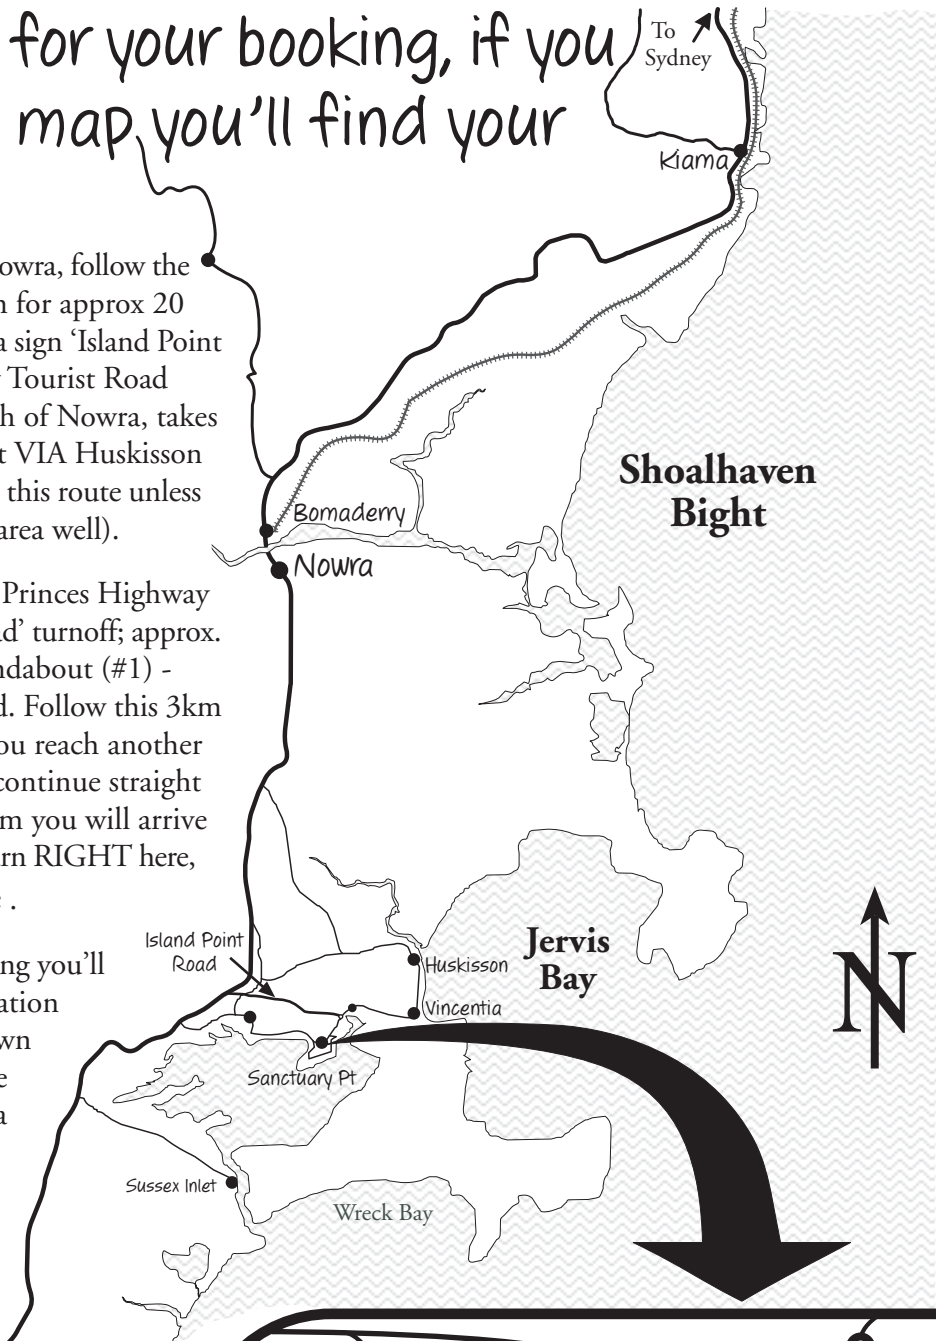 for your booking, if you
map you'll find your
To
Sydney
Kiama
owra, follow the
n for approx 20
a sign ‘Island Point
Tourist Road
h of Nowra, takes
t VIA Huskisson
this route unless
area well).
Shoalhaven
Bight
Bomaderry
Nowra
Princes Highway
ad’ turnoff; approx.
ndabout (#1) -
d. Follow this 3km
ou reach another
continue straight
m you will arrive
rn RIGHT here,
e .
Island Point
Road
Jervis
Bay
Huskisson
Vincentia
N
ng you’ll
ation
wn
e
a
Sanctuary Pt
Sussex Inlet
Wreck Bay